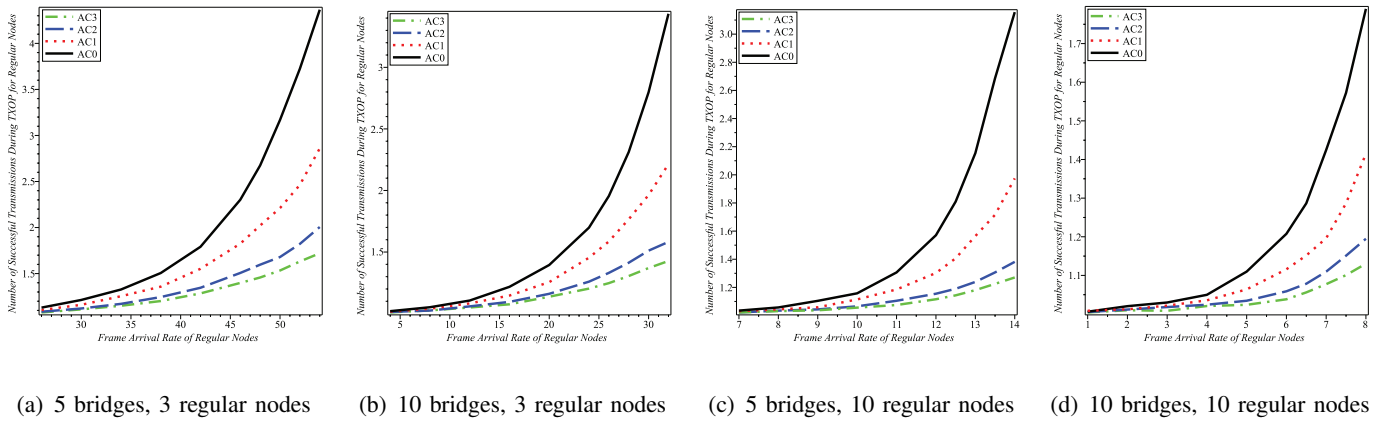 Number of Successful Transmissions During TXOP for Regular Nodes
AC3
AC2
AC1
AC0
4
3.5
3
2.5
2
1.5
30
35
40
45
50
Frame Arrival Rate of Regular Nodes
(a) 5 bridges, 3 regular nodes
Number of Successful Transmissions During TXOP for Regular Nodes
AC3
AC2
AC1
AC0
3
2.5
2
1.5
5
10
15
20
25
30
Frame Arrival Rate of Regular Nodes
(b) 10 bridges, 3 regular nodes
Number of Successful Transmissions During TXOP for Regular Nodes
AC3
AC2
AC1
AC0
3.0
2.8
2.6
2.4
2.2
2.0
1.8
1.6
1.4
1.2
7
8
9
10
11
12
13
14
Frame Arrival Rate of Regular Nodes
(c) 5 bridges, 10 regular nodes
Number of Successful Transmissions During TXOP for Regular Nodes
AC3
AC2
AC1
AC0
1.7
1.6
1.5
1.4
1.3
1.2
1.1
1
2
3
4
5
6
7
8
Frame Arrival Rate of Regular Nodes
(d) 10 bridges, 10 regular nodes